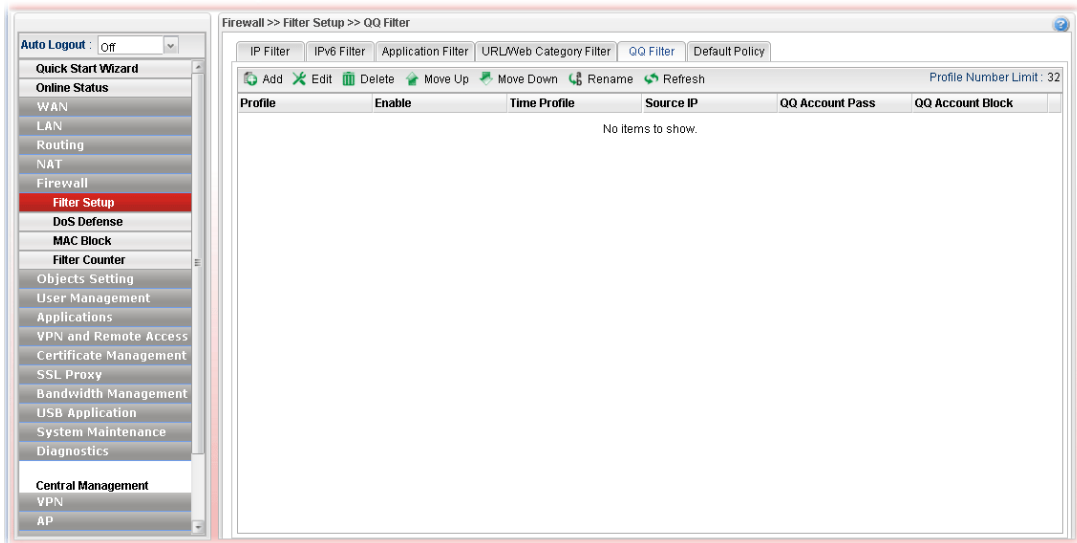 Firewall >> Filter Setup >> QQ Filter
Auto Logout : Off
Quick Start Wizard
Online Status
WAN
LAN
Routing
NAT
Firewall
Filter Setup
DoS Defense
MAC Block
Filter Counter
Objects Setting
User Management
Applications
VPN and Remote Access
Certificate Management
SSL Proxy
Bandwidth Management
USB Application
System Maintenance
Diagnostics
Central Management
VPN
AP
IP Filter IPv6 Filter Application Filter URL/Web Category Filter QQ Filter Default Policy
Add Edit Delete Move Up Move Down Rename Refresh Profile Number Limit : 32
Profile Enable Time Profile Source IP QQ Account Pass QQ Account Block
No items to show.